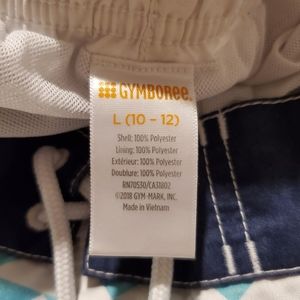 GYMBOREE
L (10 - 12)
Shell: 100% Polyester
Lining: 100% Polyester
Extérieur: 100% Polyester
Doublure: 100% Polyester
RN70530/CA31802
©2018 GYM-MARK, INC.
Made in Vietnam